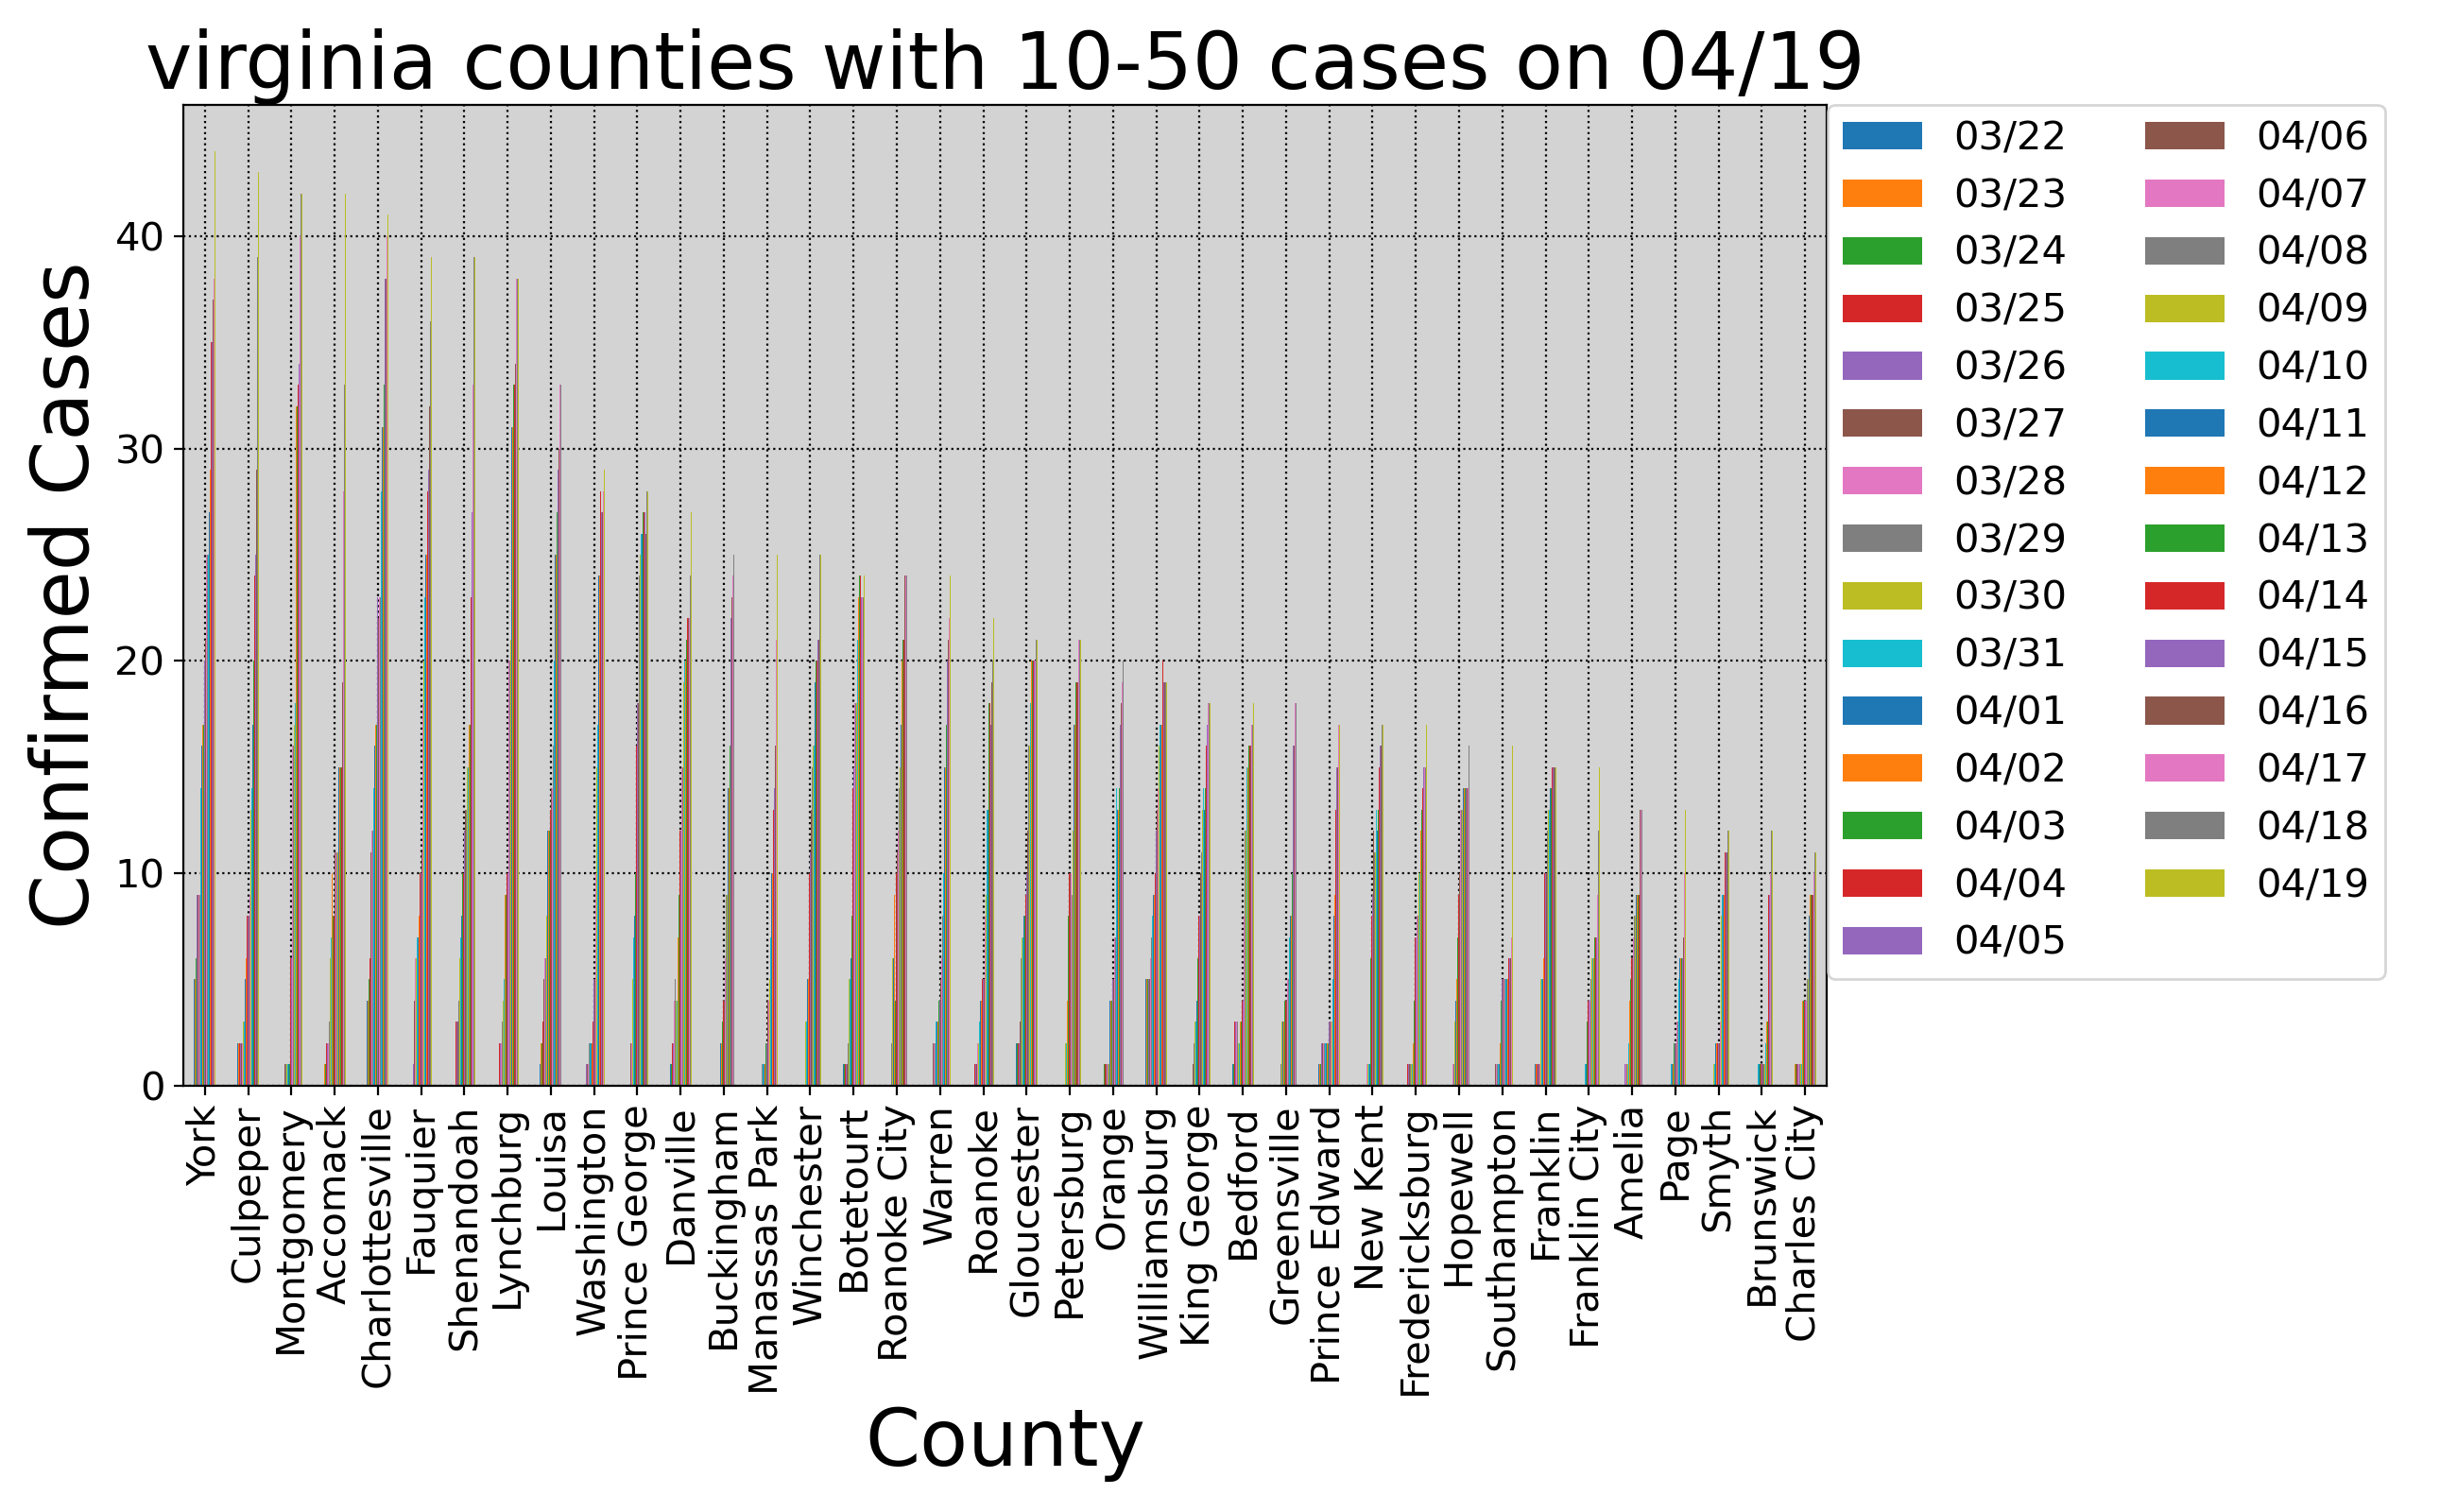 virginia counties with 10-50 cases on 04/19
Confirmed Cases
40
30
20
10
0
York
Culpeper
Montgomery
Accomack
Charlottesville
Fauquier
Shenandoah
Lynchburg
Louisa
Washington
Prince George
Danville
Buckingham
Manassas Park
Winchester
Botetourt
Roanoke City
Warren
Roanoke
Gloucester
Petersburg
Orange
Williamsburg
King George
Bedford
Greensville
Prince Edward
New Kent
Fredericksburg
Hopewell
Southampton
Franklin
Franklin City
Amelia
Page
Smyth
Brunswick
Charles City
County
03/22
03/23
03/24
03/25
03/26
03/27
03/28
03/29
03/30
03/31
04/01
04/02
04/03
04/04
04/05
04/06
04/07
04/08
04/09
04/10
04/11
04/12
04/13
04/14
04/15
04/16
04/17
04/18
04/19